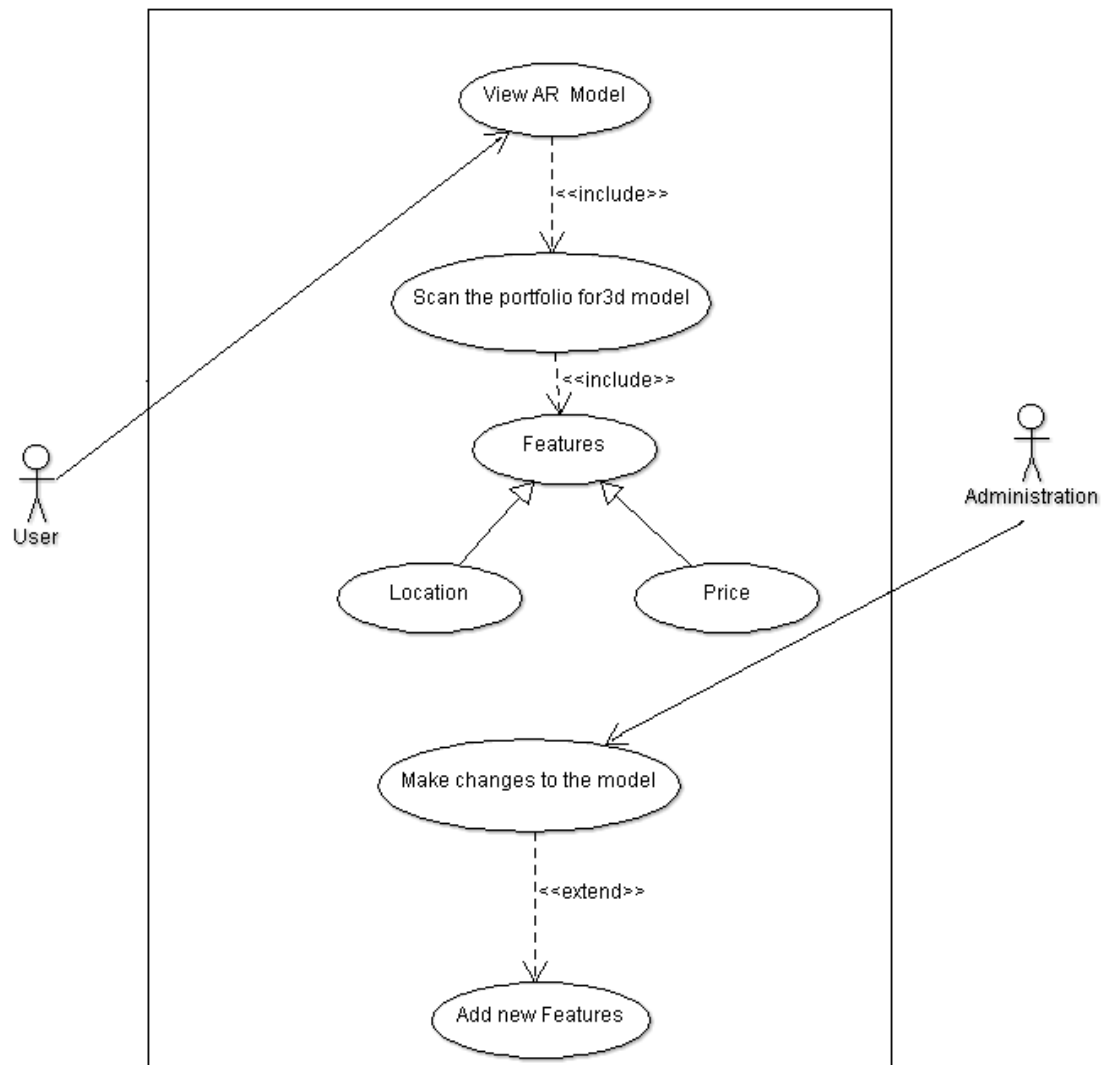 View AR  Model
<<include>>
Scan the portfolio for3d model
<<include>>
Features
User
Administration
Location
Price
Make changes to the model
<<extend>>
Add new Features